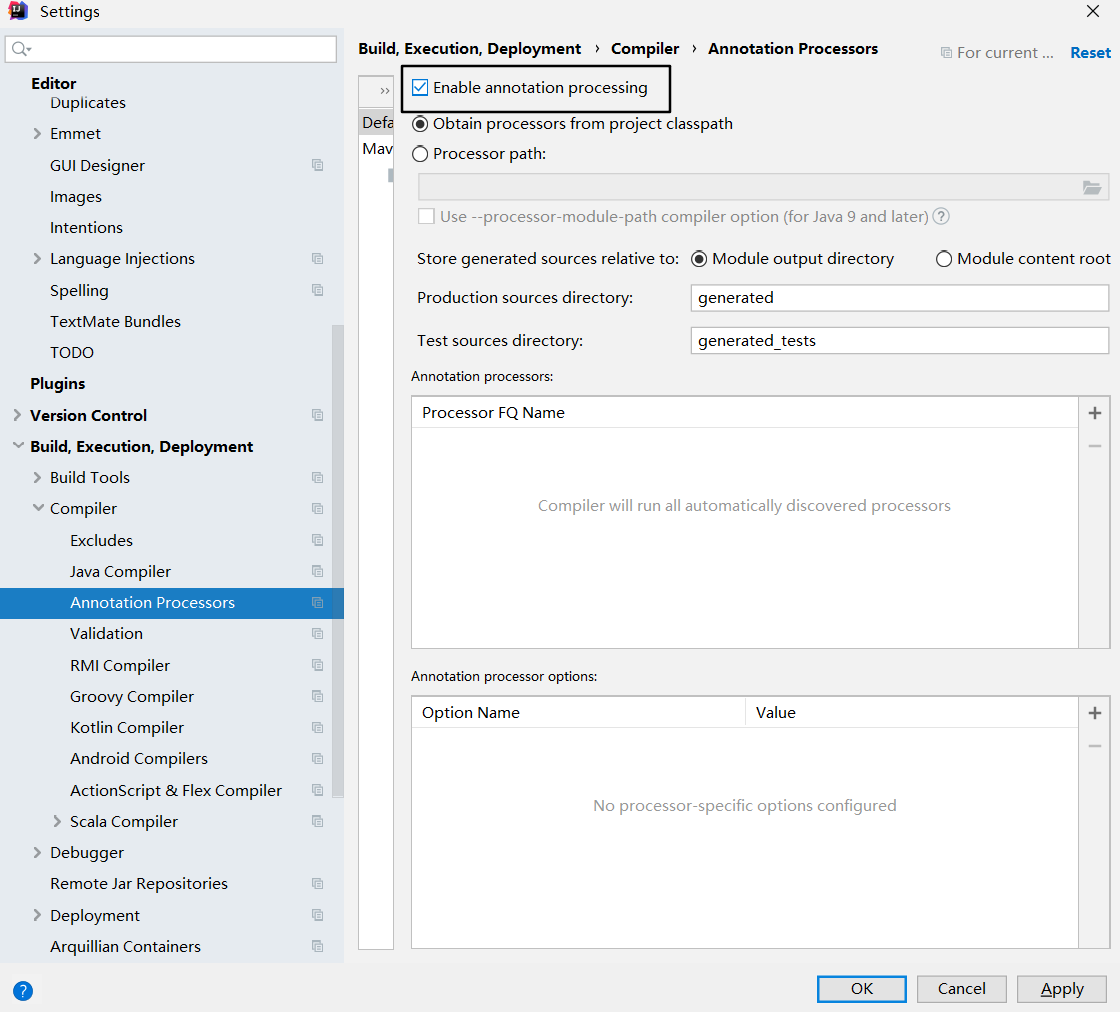 Settings
Editor
Duplicates
Emmet
GUI Designer
Images
Intentions
Language Injections
Spelling
TextMate Bundles
TODO
Plugins
Version Control
Build, Execution, Deployment
Build Tools
Compiler
Excludes
Java Compiler
Annotation Processors
Validation
RMI Compiler
Groovy Compiler
Kotlin Compiler
Android Compilers
ActionScript & Flex Compiler
Scala Compiler
Debugger
Remote Jar Repositories
Deployment
Arquillian Containers
Build, Execution, Deployment › Compiler › Annotation Processors
For current ... Reset
Defa
Mav
Enable annotation processing
Obtain processors from project classpath
Processor path:
Use --processor-module-path compiler option (for Java 9 and later) ?
Store generated sources relative to: Module output directory Module content root
Production sources directory: generated
Test sources directory: generated_tests
Annotation processors:
Processor FQ Name
Compiler will run all automatically discovered processors
Annotation processor options:
Option Name Value
No processor-specific options configured
? OK Cancel Apply